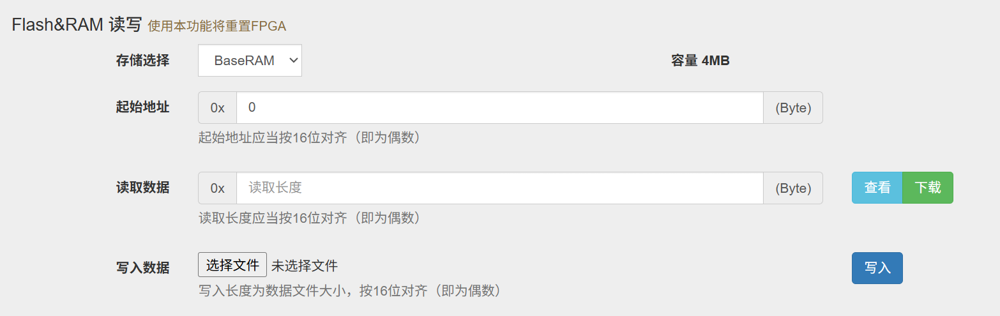 Flash&RAM 读写 使用本功能将重置FPGA
存储选择 BaseRAM 容量 4MB
起始地址 0x 0 (Byte)
起始地址应当按16位对齐（即为偶数）
读取数据 0x 读取长度 (Byte) 查看 下载
读取长度应当按16位对齐（即为偶数）
写入数据 选择文件 未选择文件 写入
写入长度为数据文件大小，按16位对齐（即为偶数）